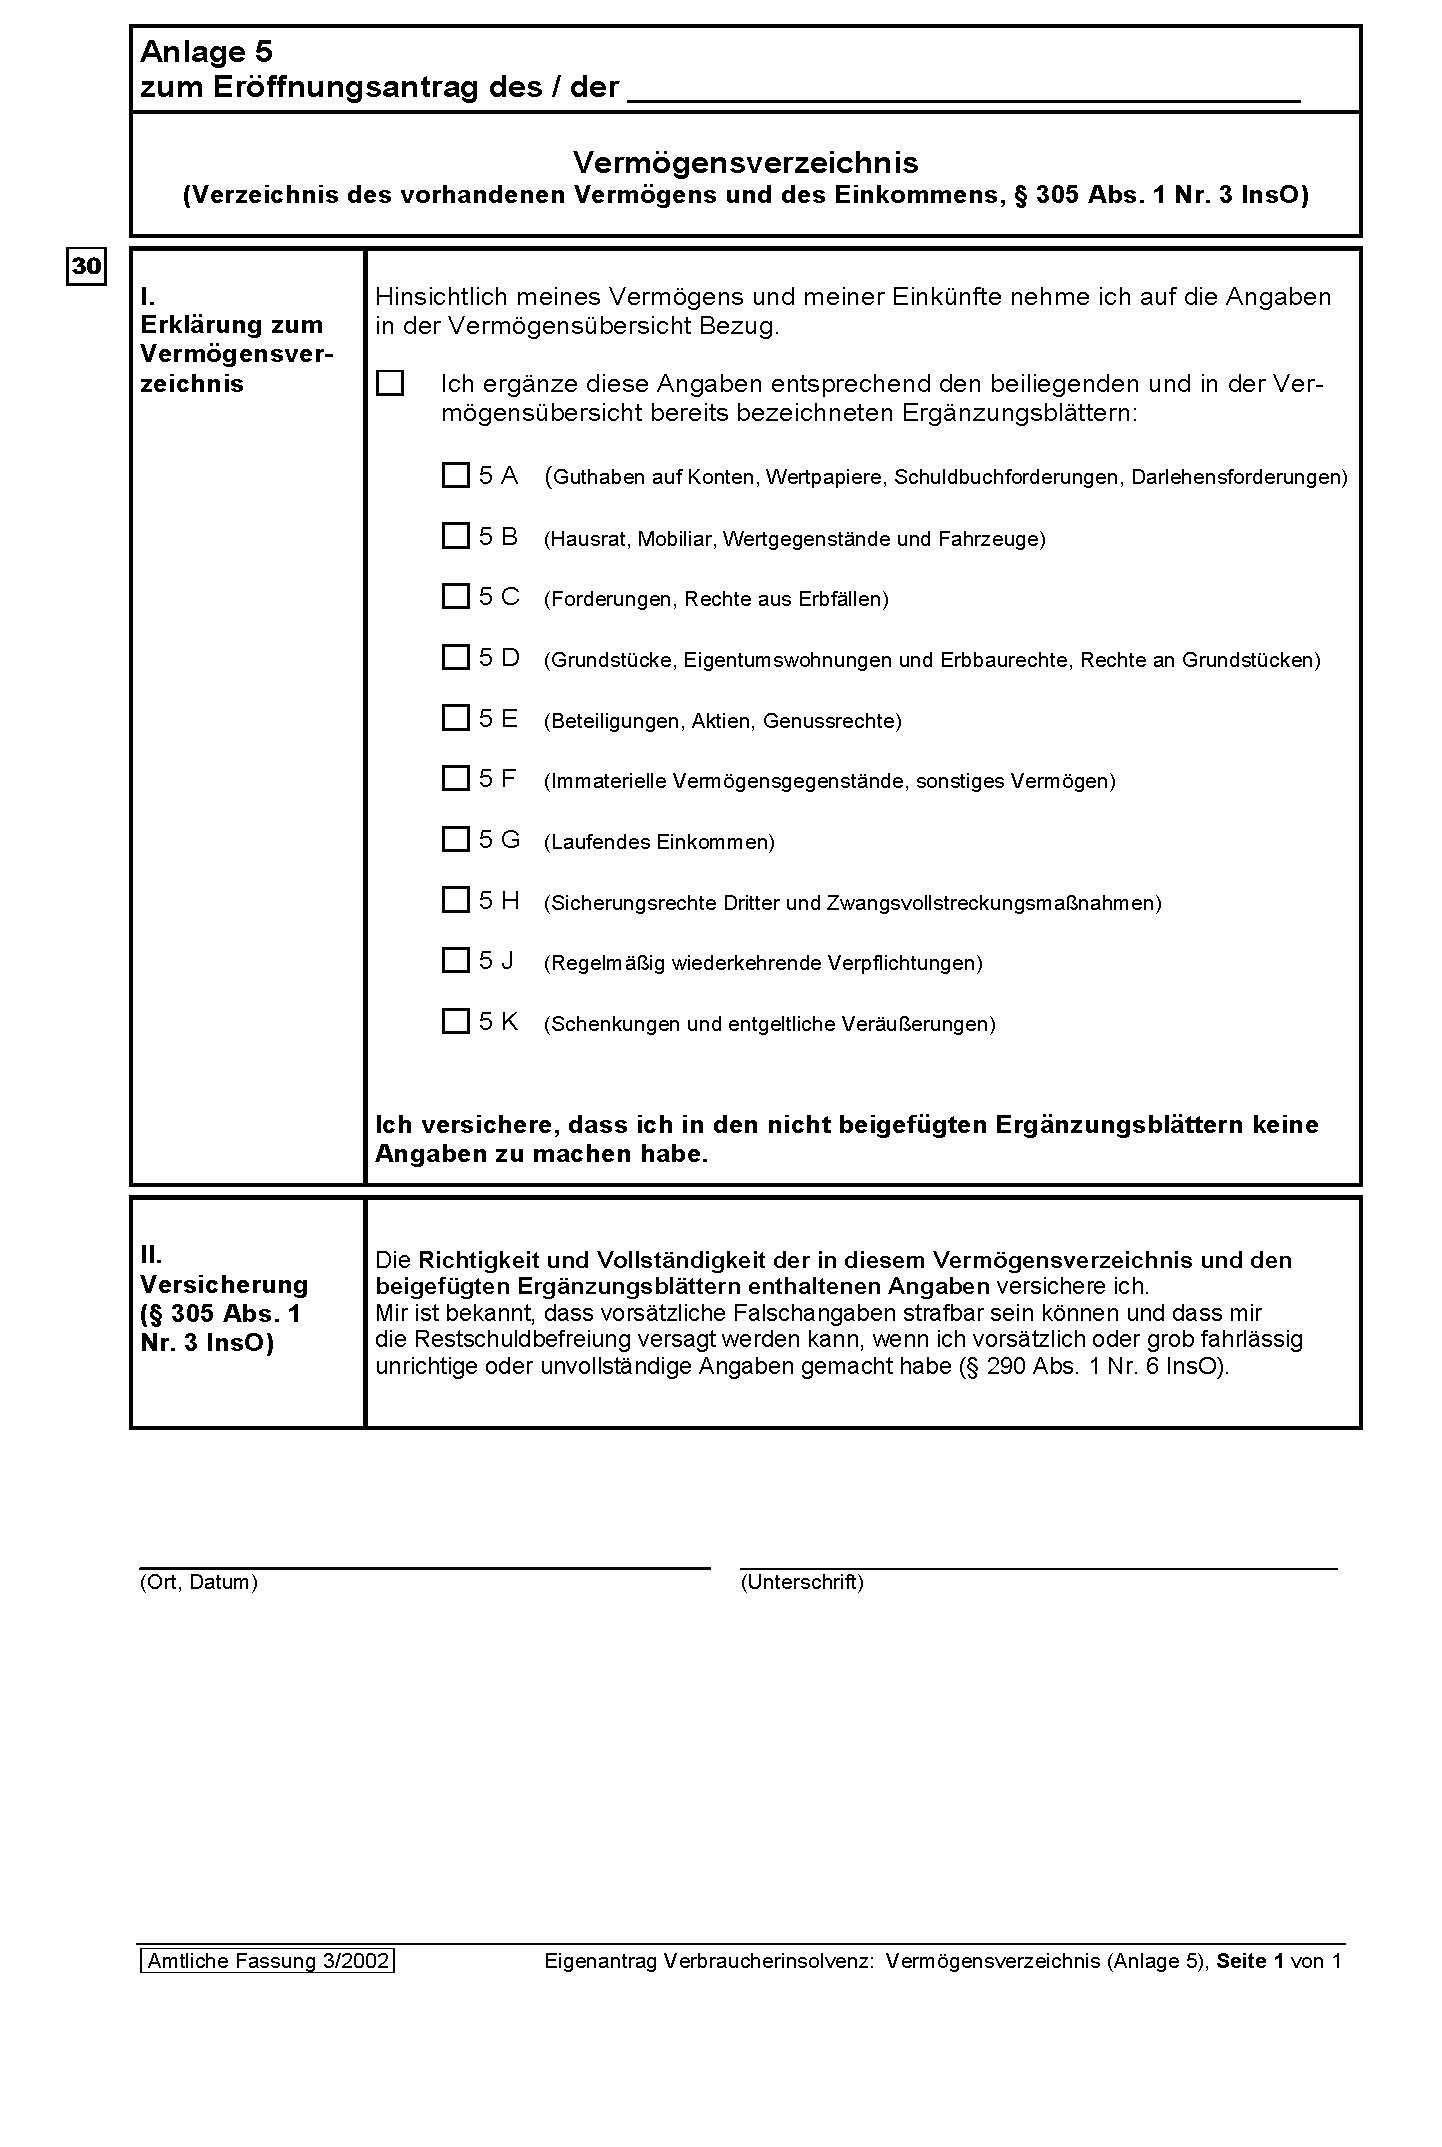 Anlage 5
zum Eröffnungsantrag des / der
Vermögensverzeichnis
(Verzeichnis des vorhandenen Vermögens und des Einkommens, § 305 Abs. 1 Nr. 3 InsO)
30
I.
Erklärung zum
Vermögensver-
zeichnis
Hinsichtlich meines Vermögens und meiner Einkünfte nehme ich auf die Angaben
in der Vermögensübersicht Bezug.
Ich ergänze diese Angaben entsprechend den beiliegenden und in der Ver-
mögensübersicht bereits bezeichneten Ergänzungsblättern:
5 A (Guthaben auf Konten, Wertpapiere, Schuldbuchforderungen, Darlehensforderungen)
5 B (Hausrat, Mobiliar, Wertgegenstände und Fahrzeuge)
5 C (Forderungen, Rechte aus Erbfällen)
5 D (Grundstücke, Eigentumswohnungen und Erbbaurechte, Rechte an Grundstücken)
5 E (Beteiligungen, Aktien, Genussrechte)
5 F (Immaterielle Vermögensgegenstände, sonstiges Vermögen)
5 G (Laufendes Einkommen)
5 H (Sicherungsrechte Dritter und Zwangsvollstreckungsmaßnahmen)
5 J (Regelmäßig wiederkehrende Verpflichtungen)
5 K (Schenkungen und entgeltliche Veräußerungen)
Ich versichere, dass ich in den nicht beigefügten Ergänzungsblättern keine
Angaben zu machen habe.
II.
Versicherung
(§ 305 Abs. 1
Nr. 3 InsO)
Die Richtigkeit und Vollständigkeit der in diesem Vermögensverzeichnis und den
beigefügten Ergänzungsblättern enthaltenen Angaben versichere ich.
Mir ist bekannt, dass vorsätzliche Falschangaben strafbar sein können und dass mir
die Restschuldbefreiung versagt werden kann, wenn ich vorsätzlich oder grob fahrlässig
unrichtige oder unvollständige Angaben gemacht habe (§ 290 Abs. 1 Nr. 6 InsO).
(Ort, Datum) (Unterschrift)
Amtliche Fassung 3/2002 Eigenantrag Verbraucherinsolvenz: Vermögensverzeichnis (Anlage 5), Seite 1 von 1